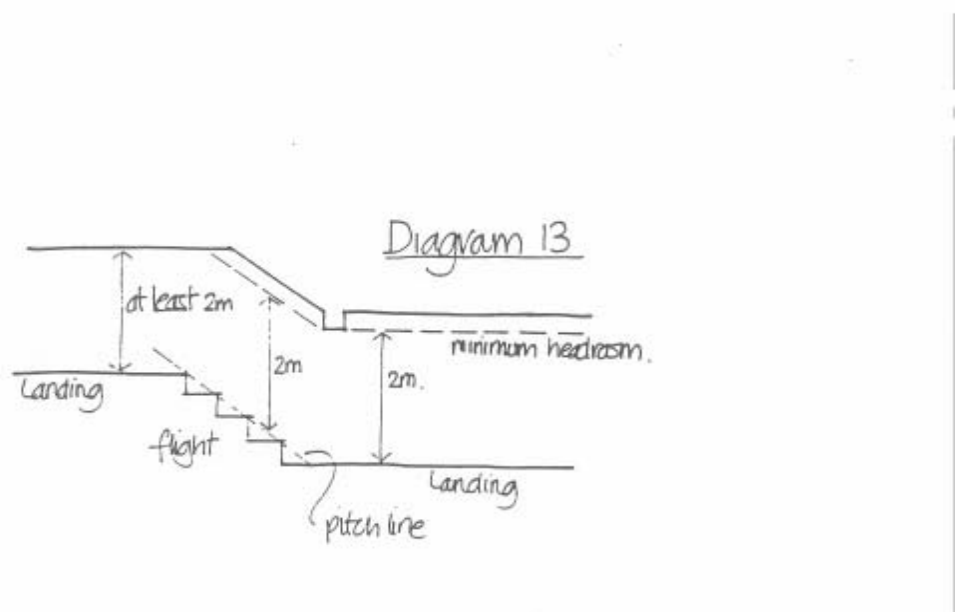 Diagram 13
at least 2m
2m
2m.
minimum headroom.
Landing
flight
Landing
pitch line